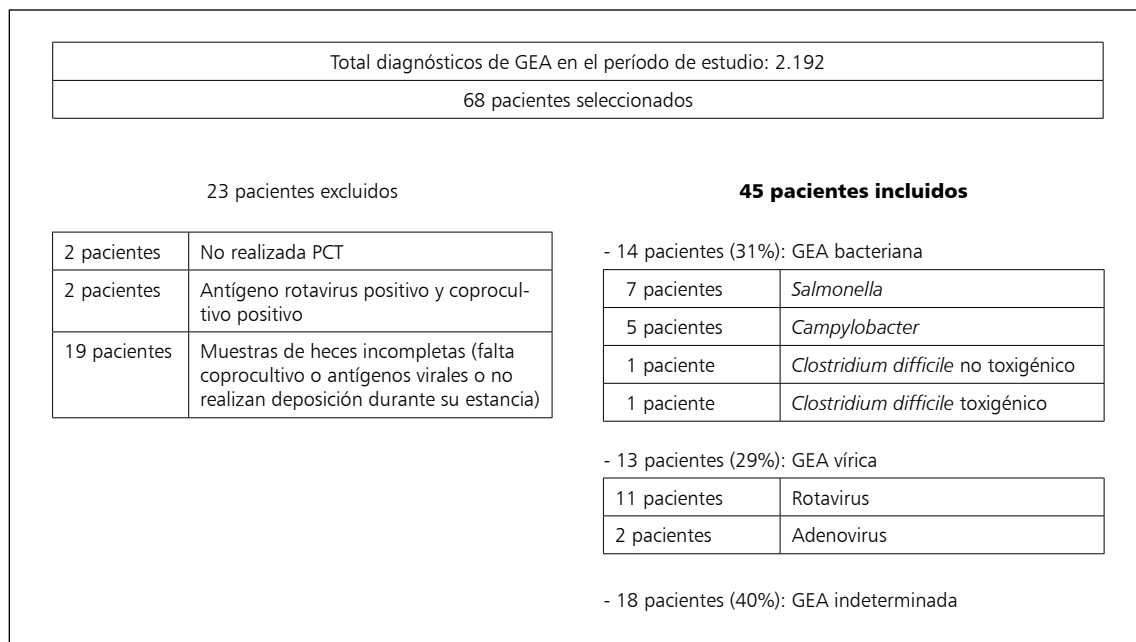 Total diagnósticos de GEA en el período de estudio: 2.192
68 pacientes seleccionados
23 pacientes excluidos
2 pacientes No realizada PCT
2 pacientes Antígeno rotavirus positivo y coprocul-
tivo positivo
19 pacientes Muestras de heces incompletas (falta
coprocultivo o antígenos virales o no
realizan deposición durante su estancia)
45 pacientes incluidos
- 14 pacientes (31%): GEA bacteriana
7 pacientes Salmonella
5 pacientes Campylobacter
1 paciente Clostridium difficile no toxigénico
1 paciente Clostridium difficile toxigénico
- 13 pacientes (29%): GEA vírica
11 pacientes Rotavirus
2 pacientes Adenovirus
- 18 pacientes (40%): GEA indeterminada